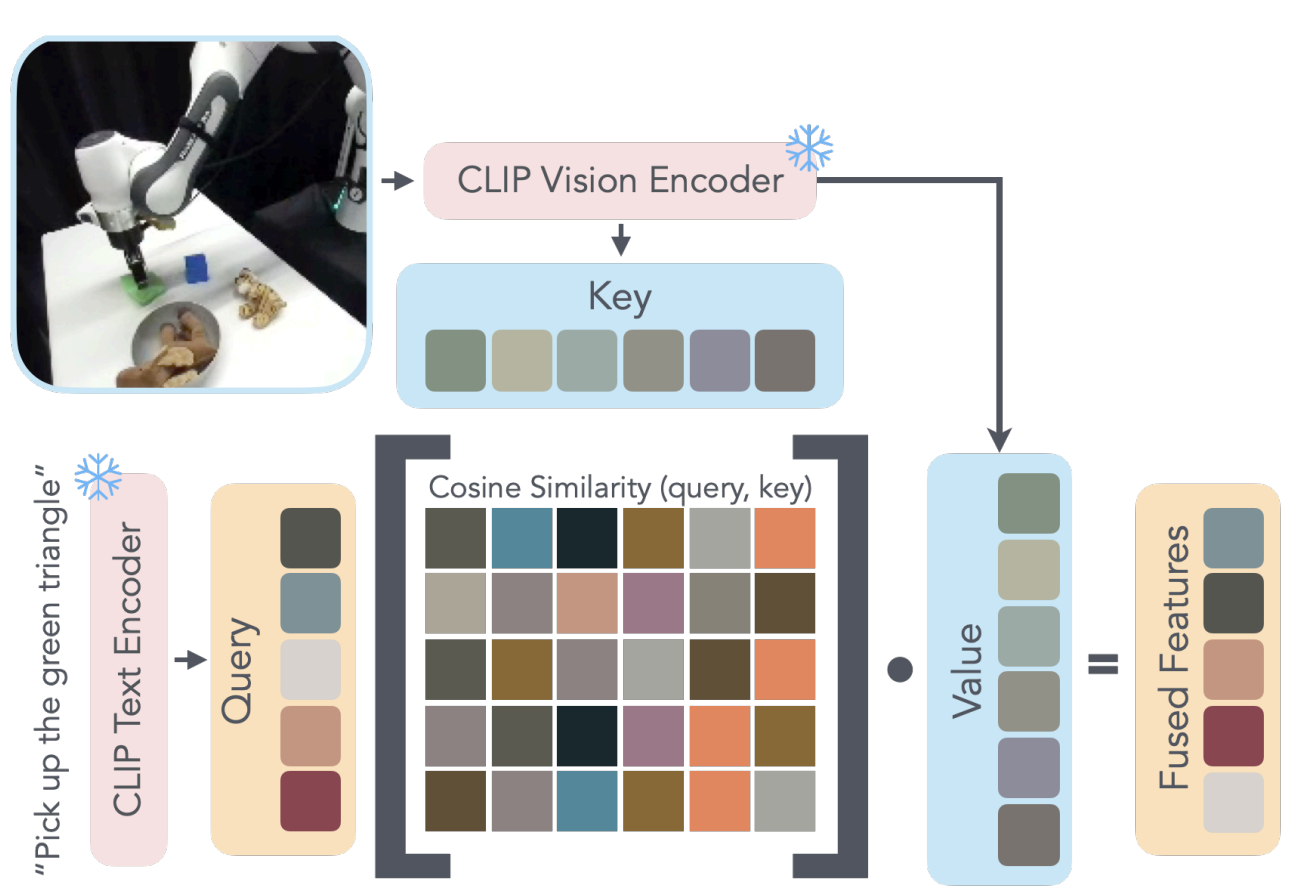 CLIP Vision Encoder
Key
"Pick up the green triangle"
CLIP Text Encoder
Query
Cosine Similarity (query, key)
Value
=
Fused Features